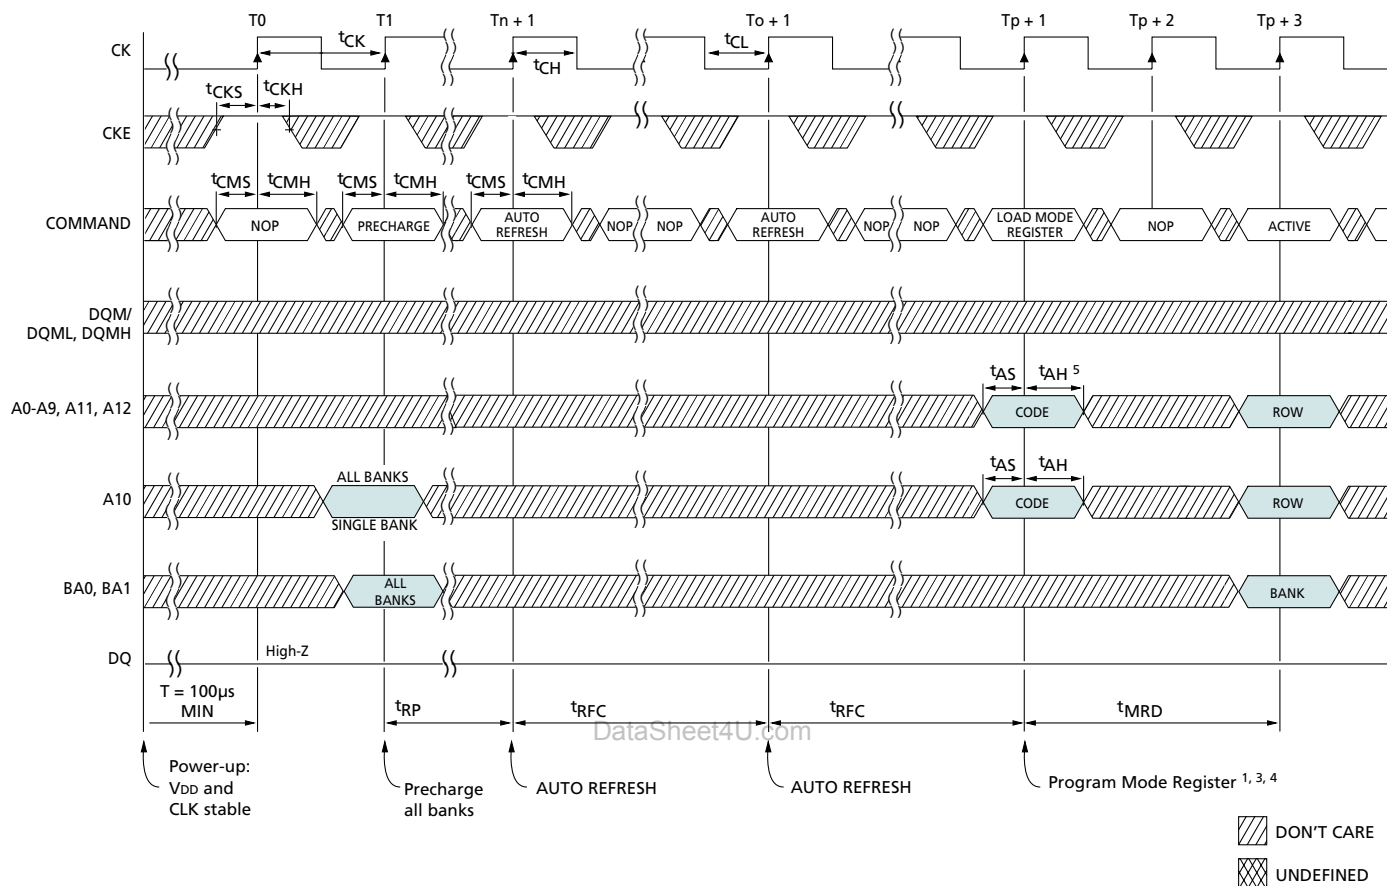 T0 T1 Tn + 1 To + 1 Tp + 1 Tp + 2 Tp + 3
CK
tCK
tCH
tCL
tCKS tCKH
CKE
tCMS tCMH tCMS tCMH tCMS tCMH
COMMAND
NOP PRECHARGE AUTO REFRESH NOP NOP AUTO REFRESH NOP NOP LOAD MODE REGISTER NOP ACTIVE
DQM/
DQML, DQMH
tAS tAH 5
A0-A9, A11, A12
CODE ROW
ALL BANKS
tAS tAH
A10
CODE ROW
SINGLE BANK
BA0, BA1
ALL
BANKS
BANK
DQ
High-Z
T = 100µs
MIN
tRP tRFC tRFC tMRD
DataSheet4U.com
Power-up:
VDD and
CLK stable
Precharge
all banks
AUTO REFRESH
AUTO REFRESH
Program Mode Register 1, 3, 4
DON'T CARE
UNDEFINED